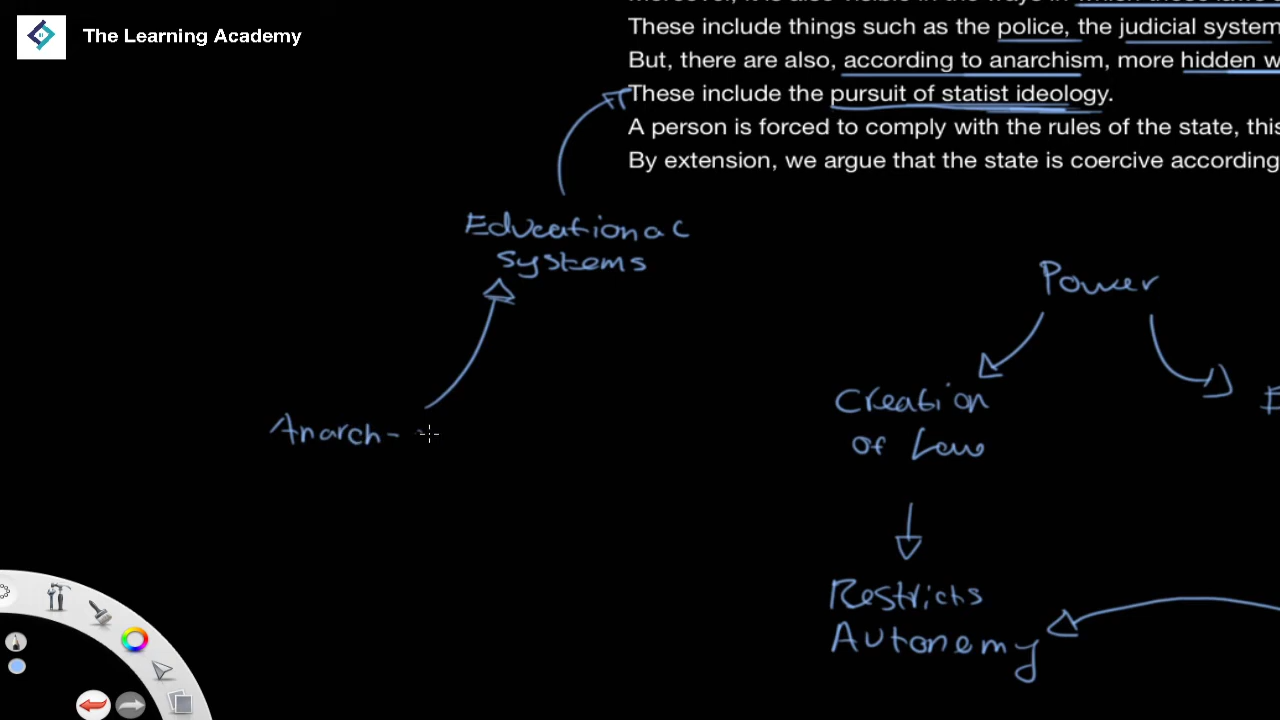 The Learning Academy
These include things such as the police, the judicial system
But, there are also, according to anarchism, more hidden w
These include the pursuit of statist ideology.
A person is forced to comply with the rules of the state, this
By extension, we argue that the state is coercive according
Educational
Systems
Power
Creation
of Law
Anarch-
Restricts
Autonomy